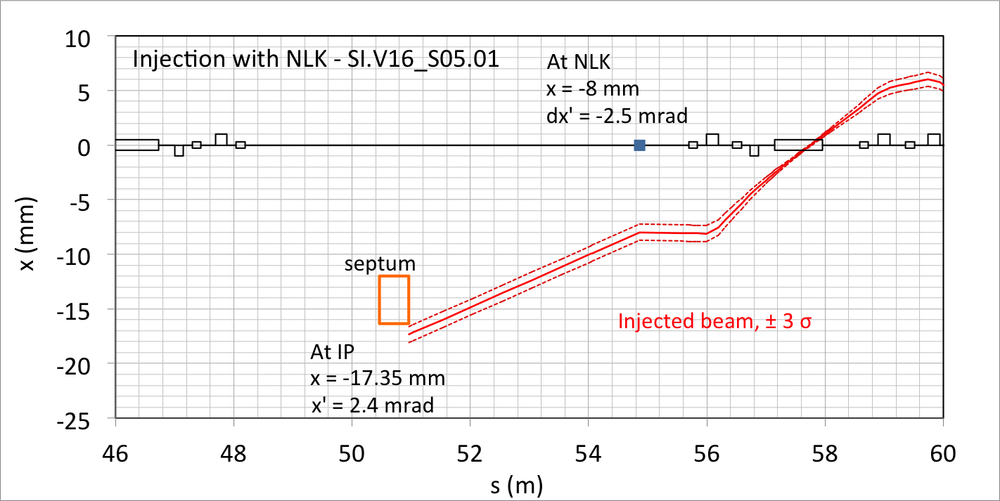 Injection with NLK - SI.V16_S05.01
At NLK
x = -8 mm
dx' = -2.5 mrad
septum
Injected beam, ± 3 σ
At IP
x = -17.35 mm
x' = 2.4 mrad
10
5
0
-5
-10
-15
-20
-25
x (mm)
46 48 50 52 54 56 58 60
s (m)